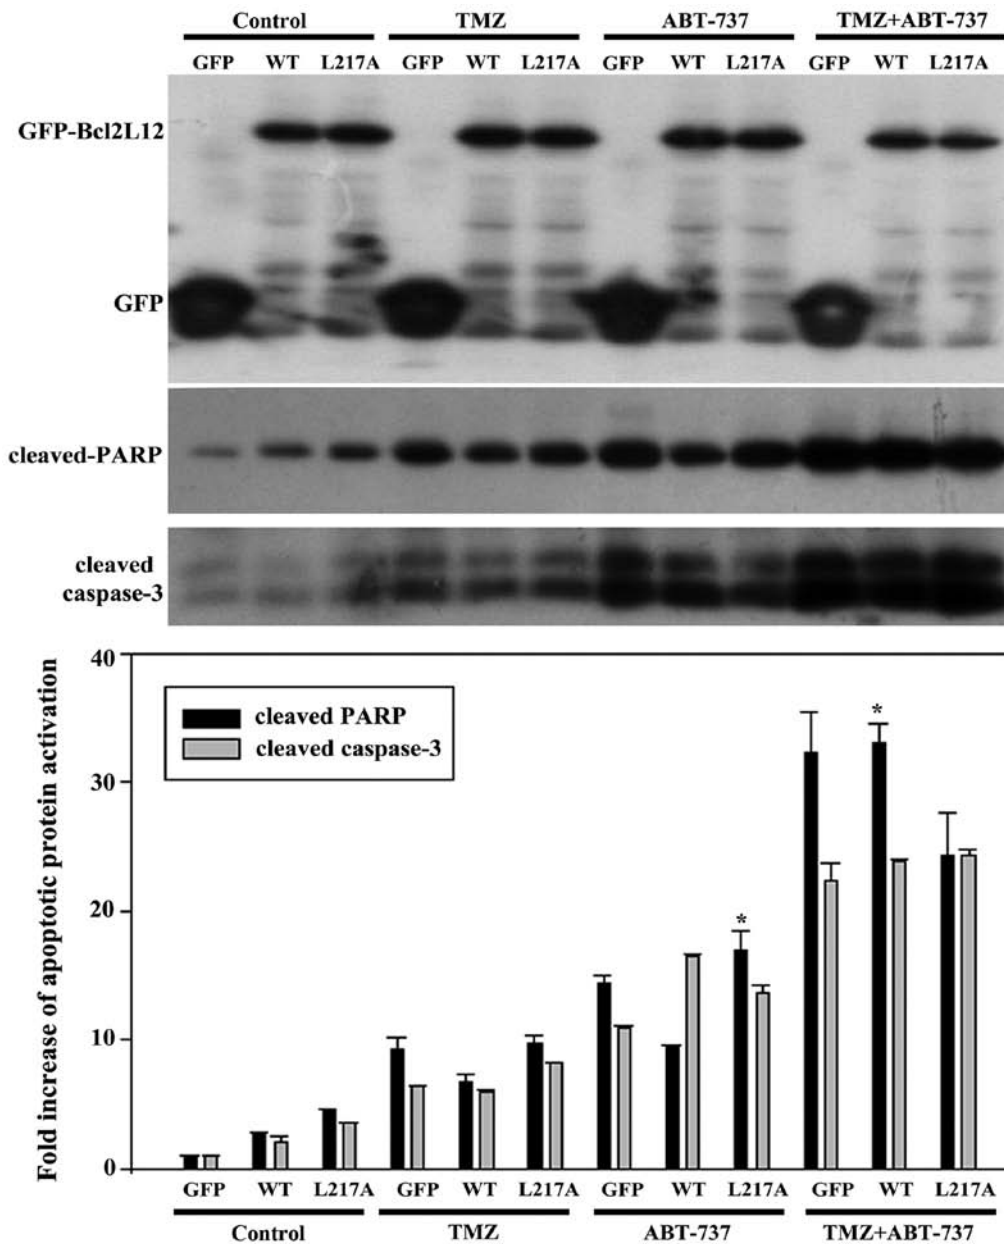 Control TMZ ABT-737 TMZ+ABT-737
GFP WT L217A GFP WT L217A GFP WT L217A GFP WT L217A
GFP-Bcl2L12
GFP
cleaved-PARP
cleaved
caspase-3
Fold increase of apoptotic protein activation
40
30
20
10
0
cleaved PARP
cleaved caspase-3
*
*
GFP WT L217A GFP WT L217A GFP WT L217A GFP WT L217A
Control TMZ ABT-737 TMZ+ABT-737